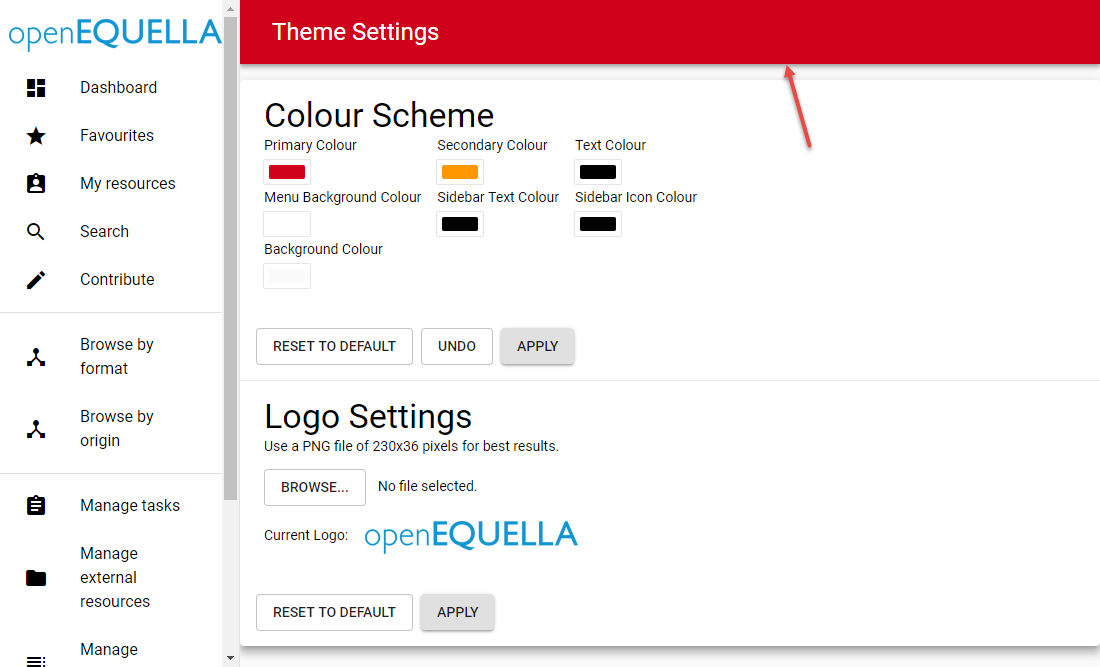 openEQUELLA
Dashboard
Favourites
My resources
Search
Contribute
Browse by
format
Browse by
origin
Manage tasks
Manage
external
resources
Manage
Theme Settings
Colour Scheme
Primary Colour
Secondary Colour
Text Colour
Menu Background Colour
Sidebar Text Colour
Sidebar Icon Colour
Background Colour
RESET TO DEFAULT
UNDO
APPLY
Logo Settings
Use a PNG file of 230x36 pixels for best results.
BROWSE...
No file selected.
Current Logo:
openEQUELLA
RESET TO DEFAULT
APPLY